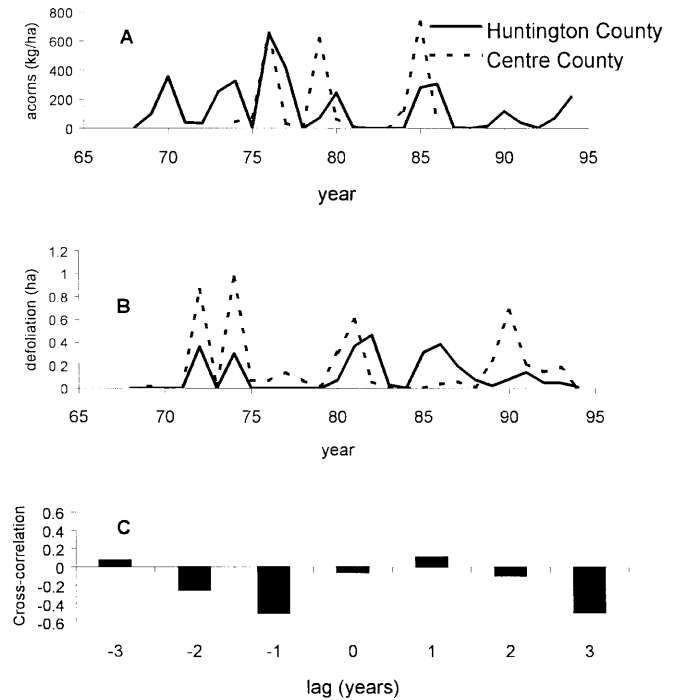 A
Huntington County
Centre County
acorns (kg/ha)
800
600
400
200
0
65 70 75 80 85 90 95
year
B
defoliation (ha)
1.2
1
0.8
0.6
0.4
0.2
0
65 70 75 80 85 90 95
year
C
Cross-correlation
0.6
0.4
0.2
0
-0.2
-0.4
-0.6
-3 -2 -1 0 1 2 3
lag (years)